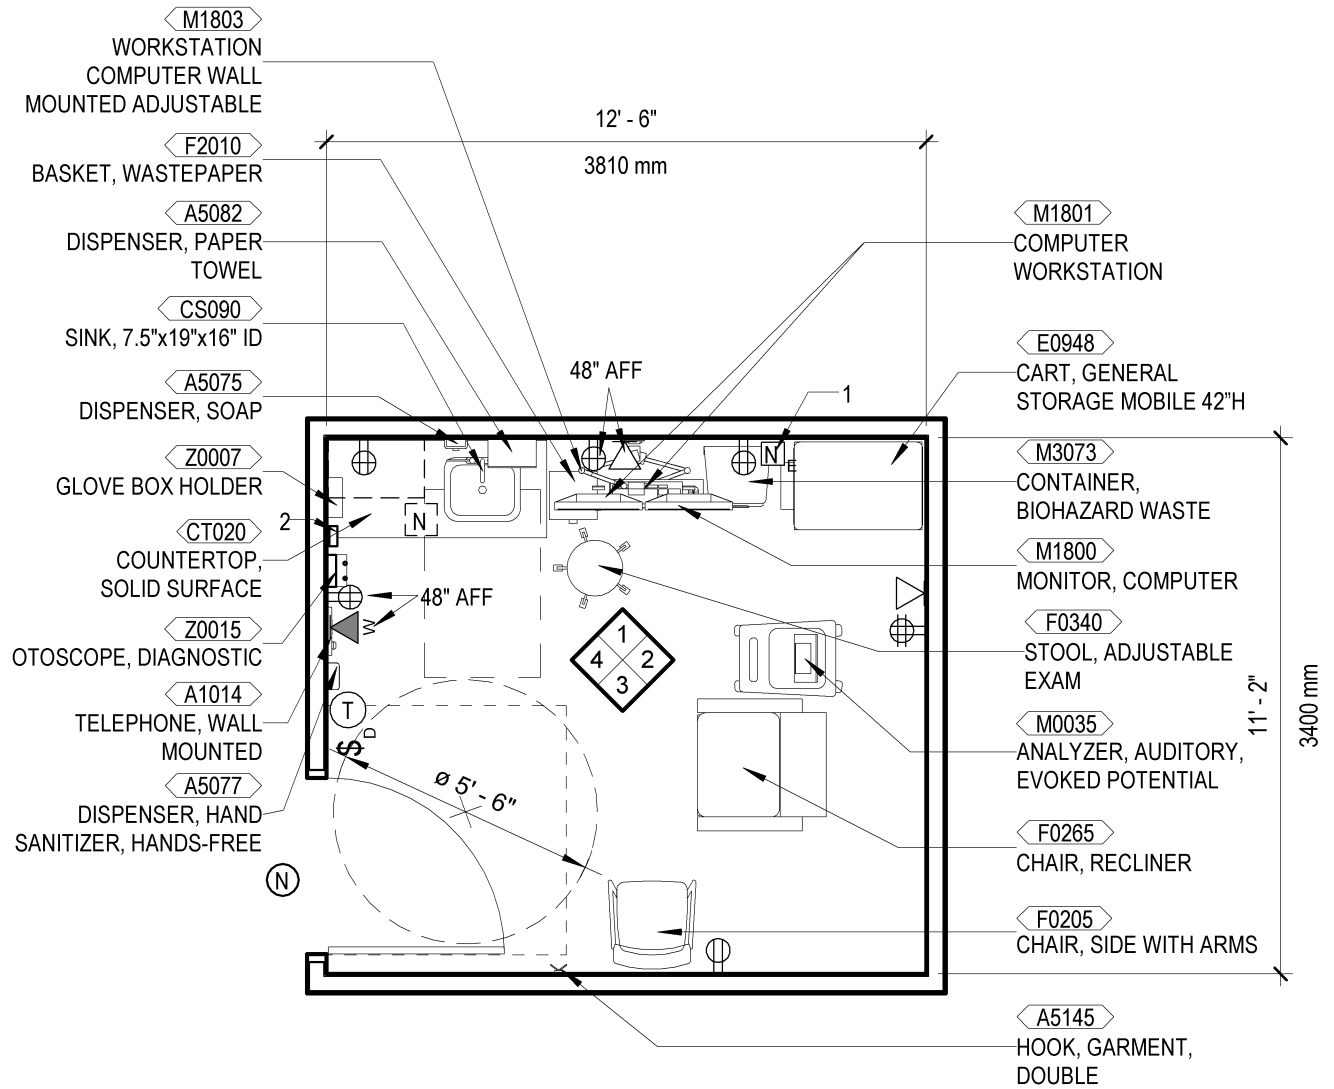 M1803
WORKSTATION
COMPUTER WALL
MOUNTED ADJUSTABLE
F2010
BASKET, WASTEPAPER
A5082
DISPENSER, PAPER
TOWEL
CS090
SINK, 7.5"x19"x16" ID
A5075
DISPENSER, SOAP
Z0007
GLOVE BOX HOLDER
2
CT020
COUNTERTOP,
SOLID SURFACE
Z0015
OTOSCOPE, DIAGNOSTIC
A1014
TELEPHONE, WALL
MOUNTED
A5077
DISPENSER, HAND
SANITIZER, HANDS-FREE
N
12' - 6"
3810 mm
48" AFF
1
N
E
N
48" AFF
W
1
4
2
3
T
$
D
ø 5' - 6"
M1801
COMPUTER
WORKSTATION
E0948
CART, GENERAL
STORAGE MOBILE 42"H
M3073
CONTAINER,
BIOHAZARD WASTE
M1800
MONITOR, COMPUTER
F0340
STOOL, ADJUSTABLE
EXAM
M0035
ANALYZER, AUDITORY,
EVOKED POTENTIAL
F0265
CHAIR, RECLINER
F0205
CHAIR, SIDE WITH ARMS
A5145
HOOK, GARMENT,
DOUBLE
11' - 2"
3400 mm